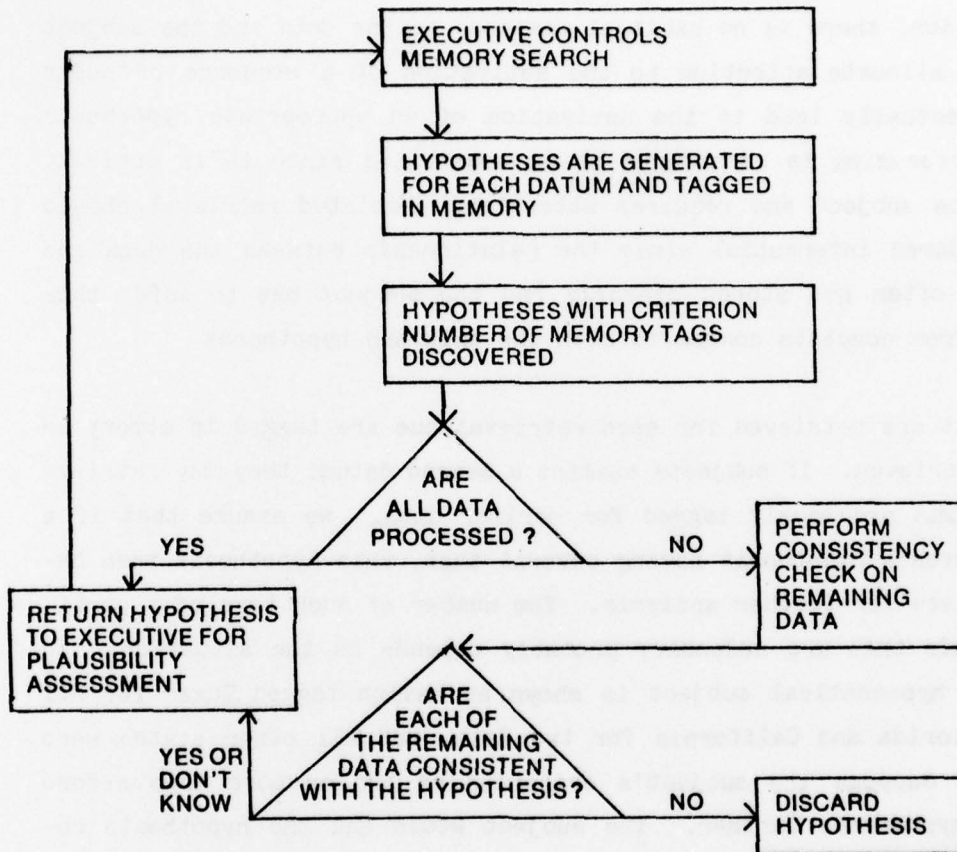 EXECUTIVE CONTROLS
MEMORY SEARCH
HYPOTHESES ARE GENERATED
FOR EACH DATUM AND TAGGED
IN MEMORY
HYPOTHESES WITH CRITERION
NUMBER OF MEMORY TAGS
DISCOVERED
ARE
ALL DATA
PROCESSED ?
YES
NO
PERFORM
CONSISTENCY
CHECK ON
REMAINING
DATA
RETURN HYPOTHESIS
TO EXECUTIVE FOR
PLAUSIBILITY
ASSESSMENT
ARE
EACH OF
THE REMAINING
DATA CONSISTENT
WITH THE HYPOTHESIS?
YES OR
DON'T
KNOW
NO
DISCARD
HYPOTHESIS